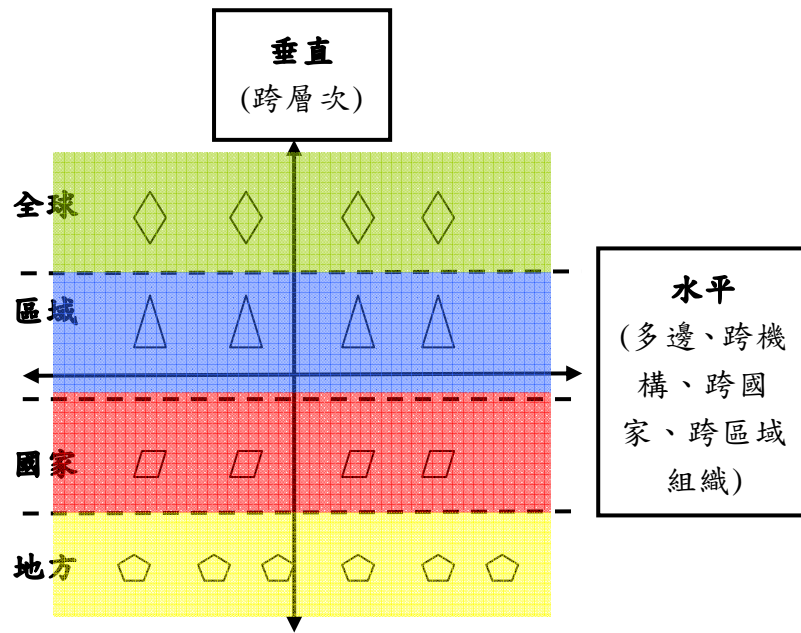 垂直
(跨層次)
全球
區域
水平
(多邊、跨機
構、跨國
家、跨區域
組織)
國家
地方